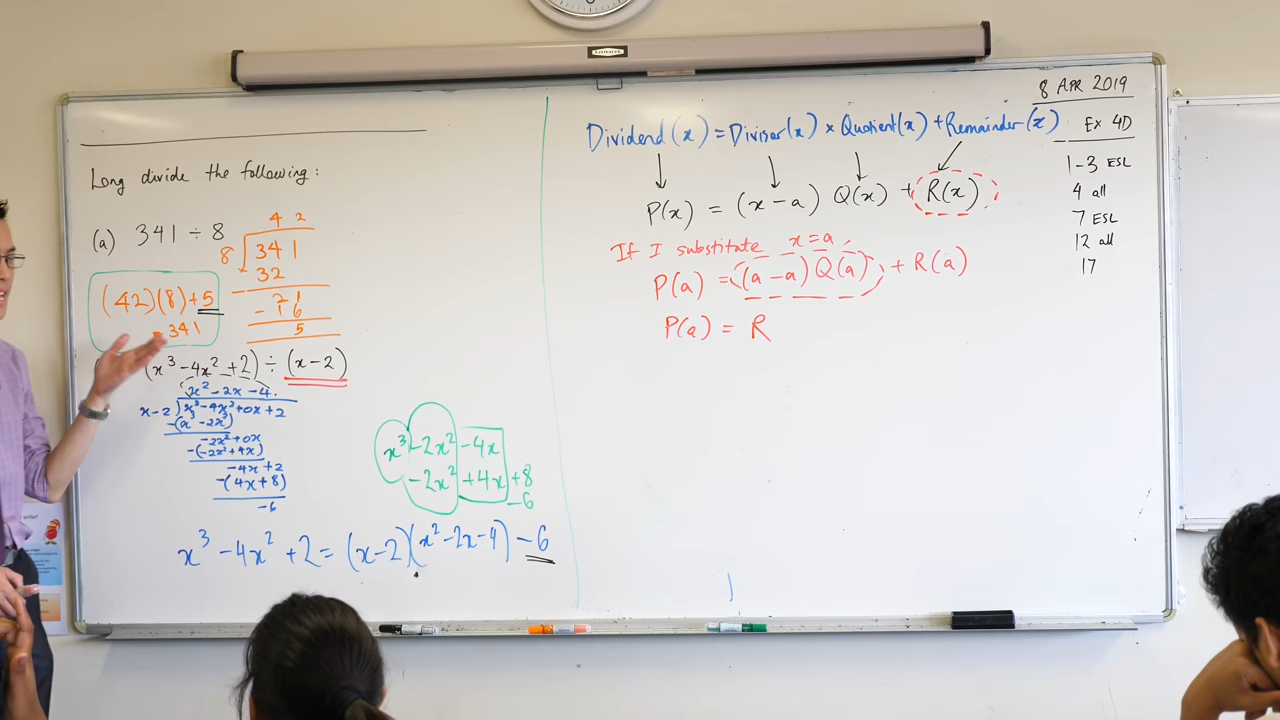 Long divide the following:
(a) 341 ÷ 8
4 2
8 341
- 32
21
- 16
5
(42)(8)+5
= 341
(x³ - 4x² + 2) ÷ (x-2)
x² - 2x - 4
x-2 x³ - 4x² + 0x + 2
-(x³ - 2x²)
-2x² + 0x
-(-2x² + 4x)
-4x + 2
-(4x + 8)
-6
x³ - 2x² - 4x
- 2x² + 4x + 8
- 6
x³ - 4x² + 2 = (x-2)(x² - 2x - 4) - 6
8 APR 2019
Dividend(x) = Divisor(x) × Quotient(x) + Remainder(x)
P(x) = (x-a) Q(x) + R(x)
If I substitute x=a,
P(a) = (a-a) Q(a) + R(a)
P(a) = R
EX 4D
1-3 ESL
4 all
7 ESL
12 all
17